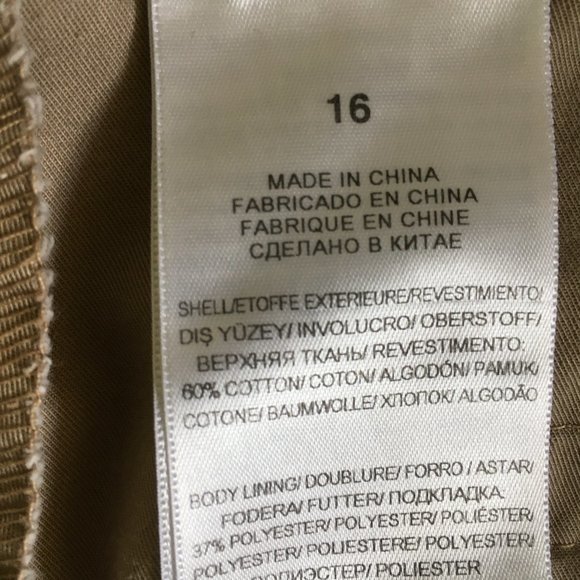 16
MADE IN CHINA
FABRICADO EN CHINA
FABRIQUE EN CHINE
СДЕЛАНО В КИТАЕ
SHELL/ETOFFE EXTERIEURE/REVESTIMIENTO/
DIŞ YÜZEY/ INVOLUCRO/ OBERSTOFF/
ВЕРХНЯЯ ТКАНЬ/ REVESTIMENTO:
60% COTTON/ COTON/ ALGODÓN/ PAMUK/
COTONE/ BAUMWOLLE/ ХЛОПОК/ ALGODÃO
BODY LINING/ DOUBLURE/ FORRO / ASTAR/
FODERA/ FUTTER/ ПОДКЛАДКА:
37% POLYESTER/ POLYESTER/ POLIÉSTER/
POLYESTER/ POLIESTERE/ POLYESTER/
ПОЛИЭСТЕР/ POLIESTER